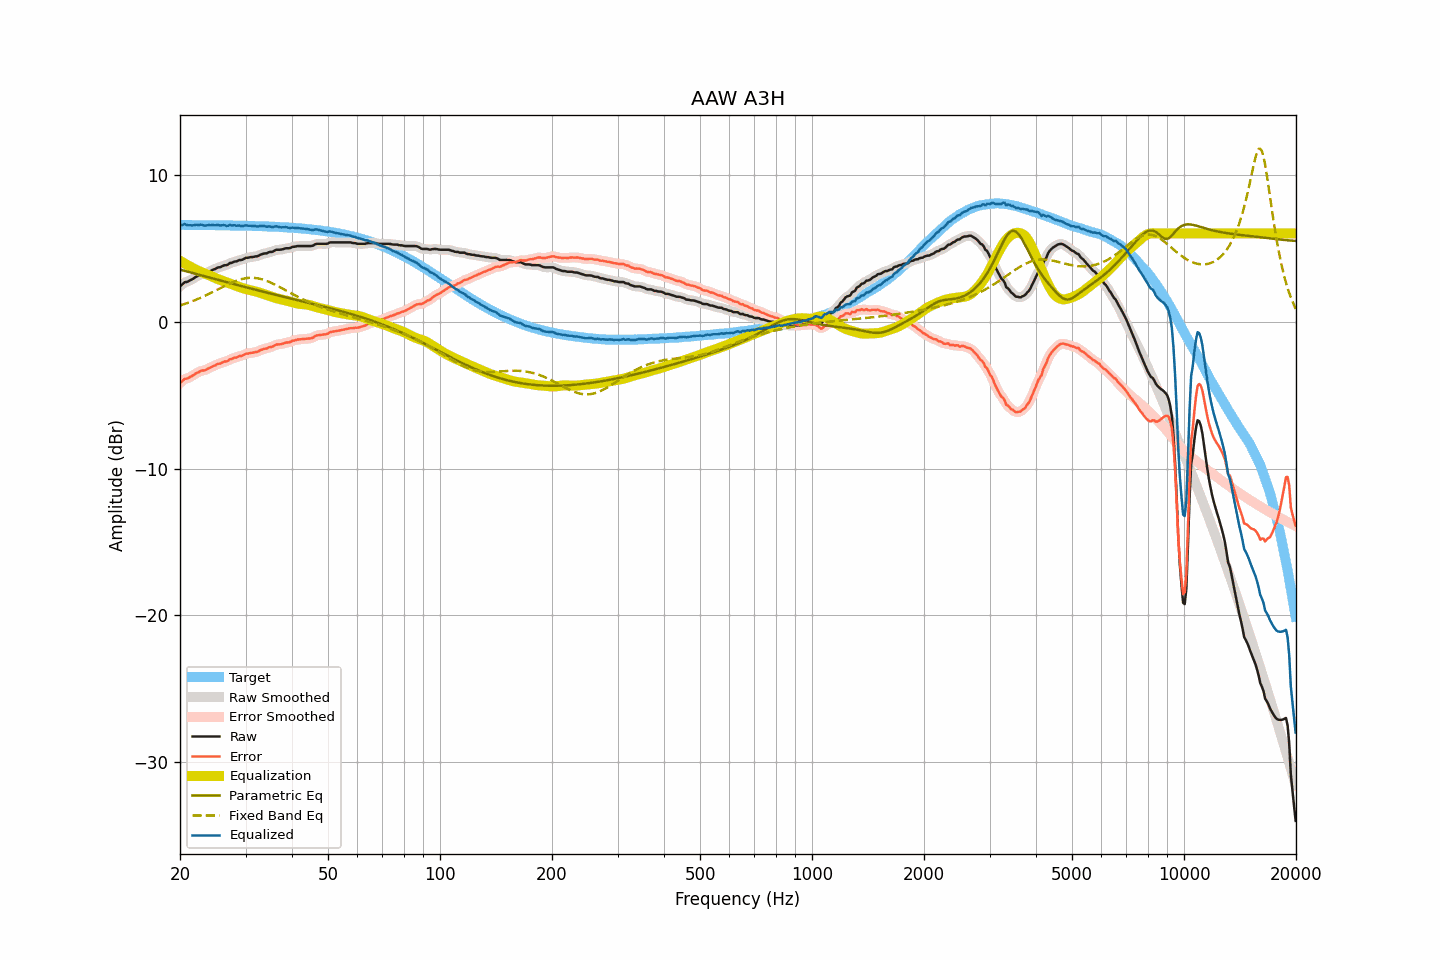 AAW A3H
Amplitude (dBr)
10
0
−10
−20
−30
Target
Raw Smoothed
Error Smoothed
Raw
Error
Equalization
Parametric Eq
Fixed Band Eq
Equalized
20 50 100 200 500 1000 2000 5000 10000 20000
Frequency (Hz)